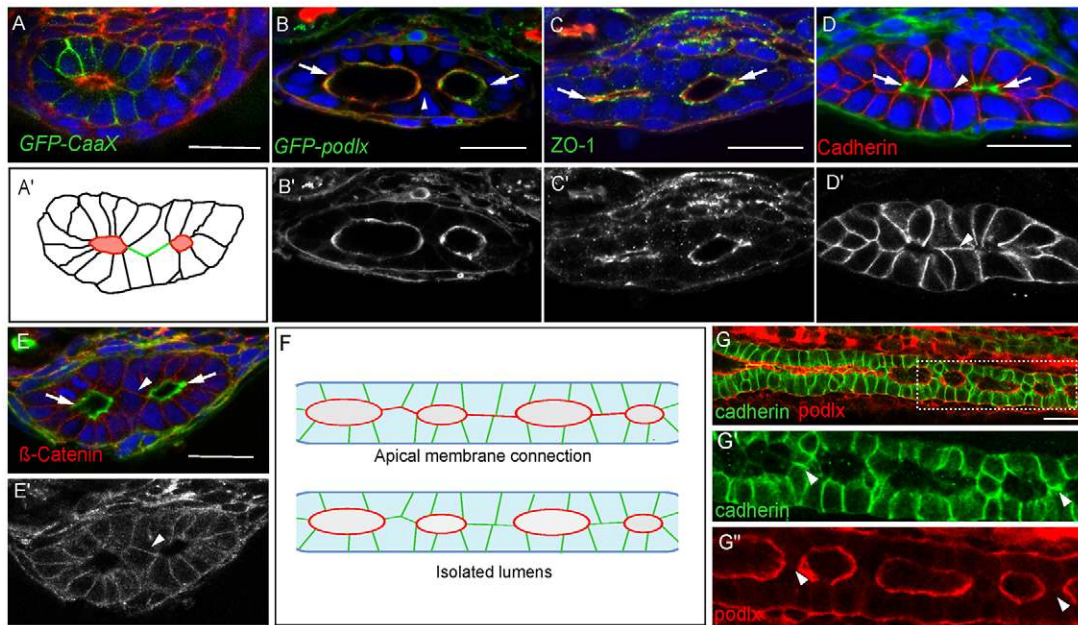 A
GFP-CaaX
B
GFP-podlx
C
ZO-1
D
Cadherin
A'
B'
C'
D'
E
ß-Catenin
E'
F
Apical membrane connection
Isolated lumens
G
cadherin podlx
G'
cadherin
G"
podlx